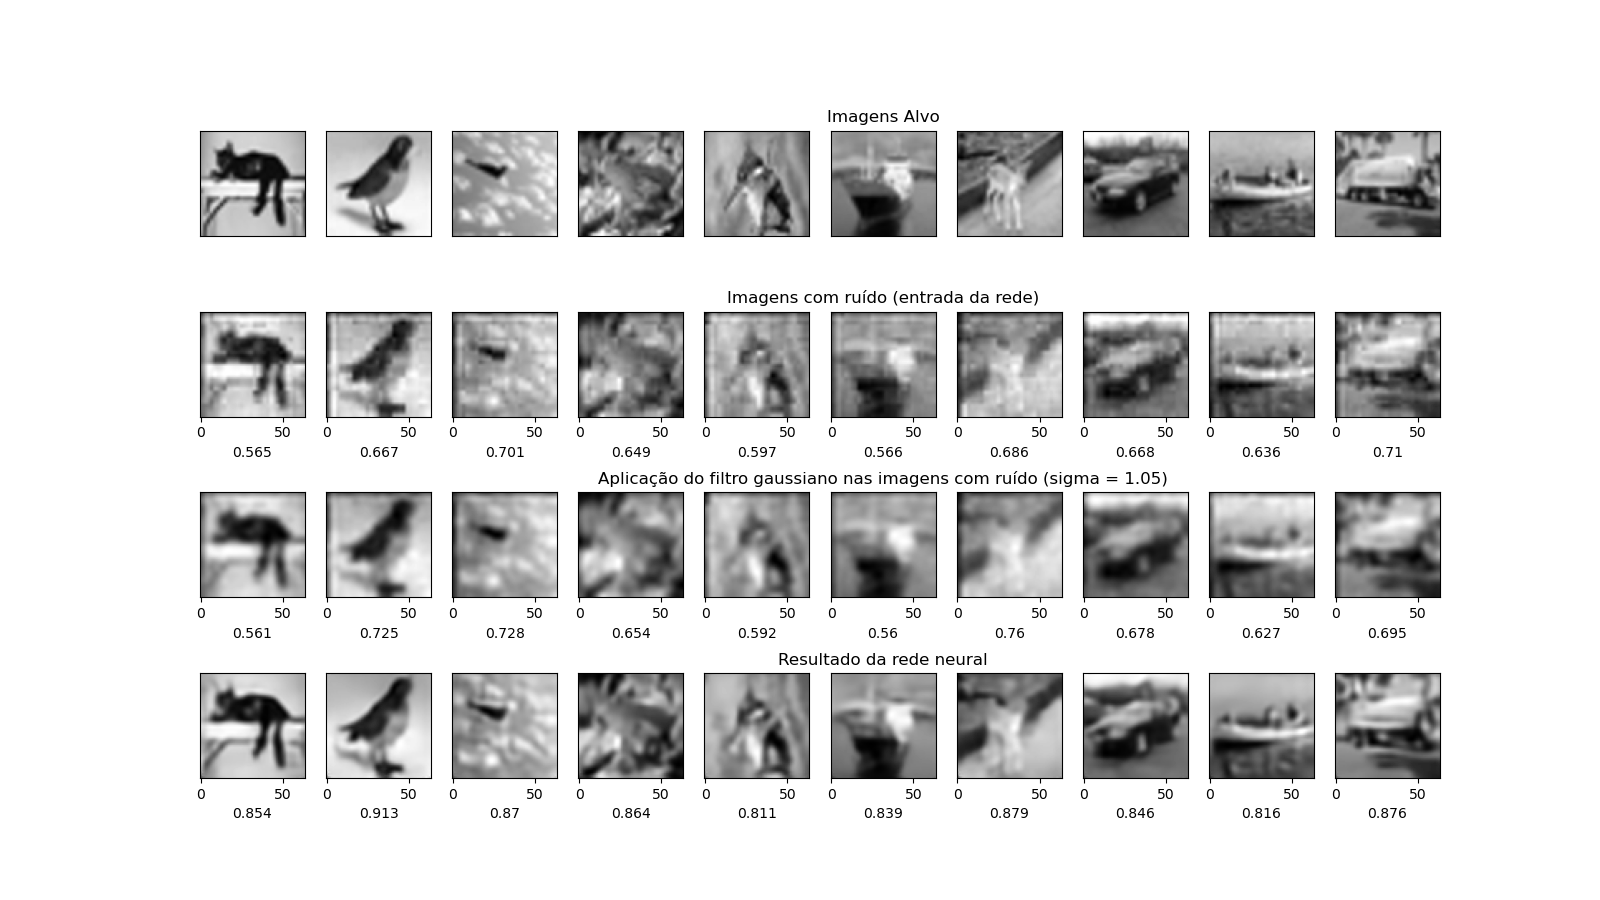 Imagens Alvo
Imagens com ruído (entrada da rede)
0 50 0 50 0 50 0 50 0 50 0 50 0 50 0 50 0 50 0 50
0.565 0.667 0.701 0.649 0.597 0.566 0.686 0.668 0.636 0.71
Aplicação do filtro gaussiano nas imagens com ruído (sigma = 1.05)
0 50 0 50 0 50 0 50 0 50 0 50 0 50 0 50 0 50 0 50
0.561 0.725 0.728 0.654 0.592 0.56 0.76 0.678 0.627 0.695
Resultado da rede neural
0 50 0 50 0 50 0 50 0 50 0 50 0 50 0 50 0 50 0 50
0.854 0.913 0.87 0.864 0.811 0.839 0.879 0.846 0.816 0.876